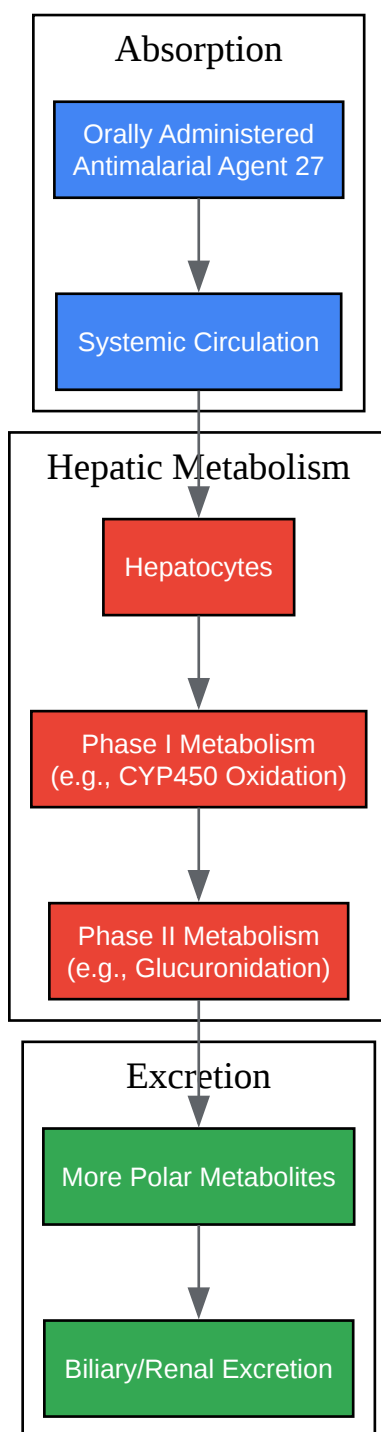 Absorption
Orally Administered
Antimalarial Agent 27
Systemic Circulation
Hepatic Metabolism
Hepatocytes
Phase I Metabolism
(e.g., CYP450 Oxidation)
Phase II Metabolism
(e.g., Glucuronidation)
Excretion
More Polar Metabolites
Biliary/Renal Excretion